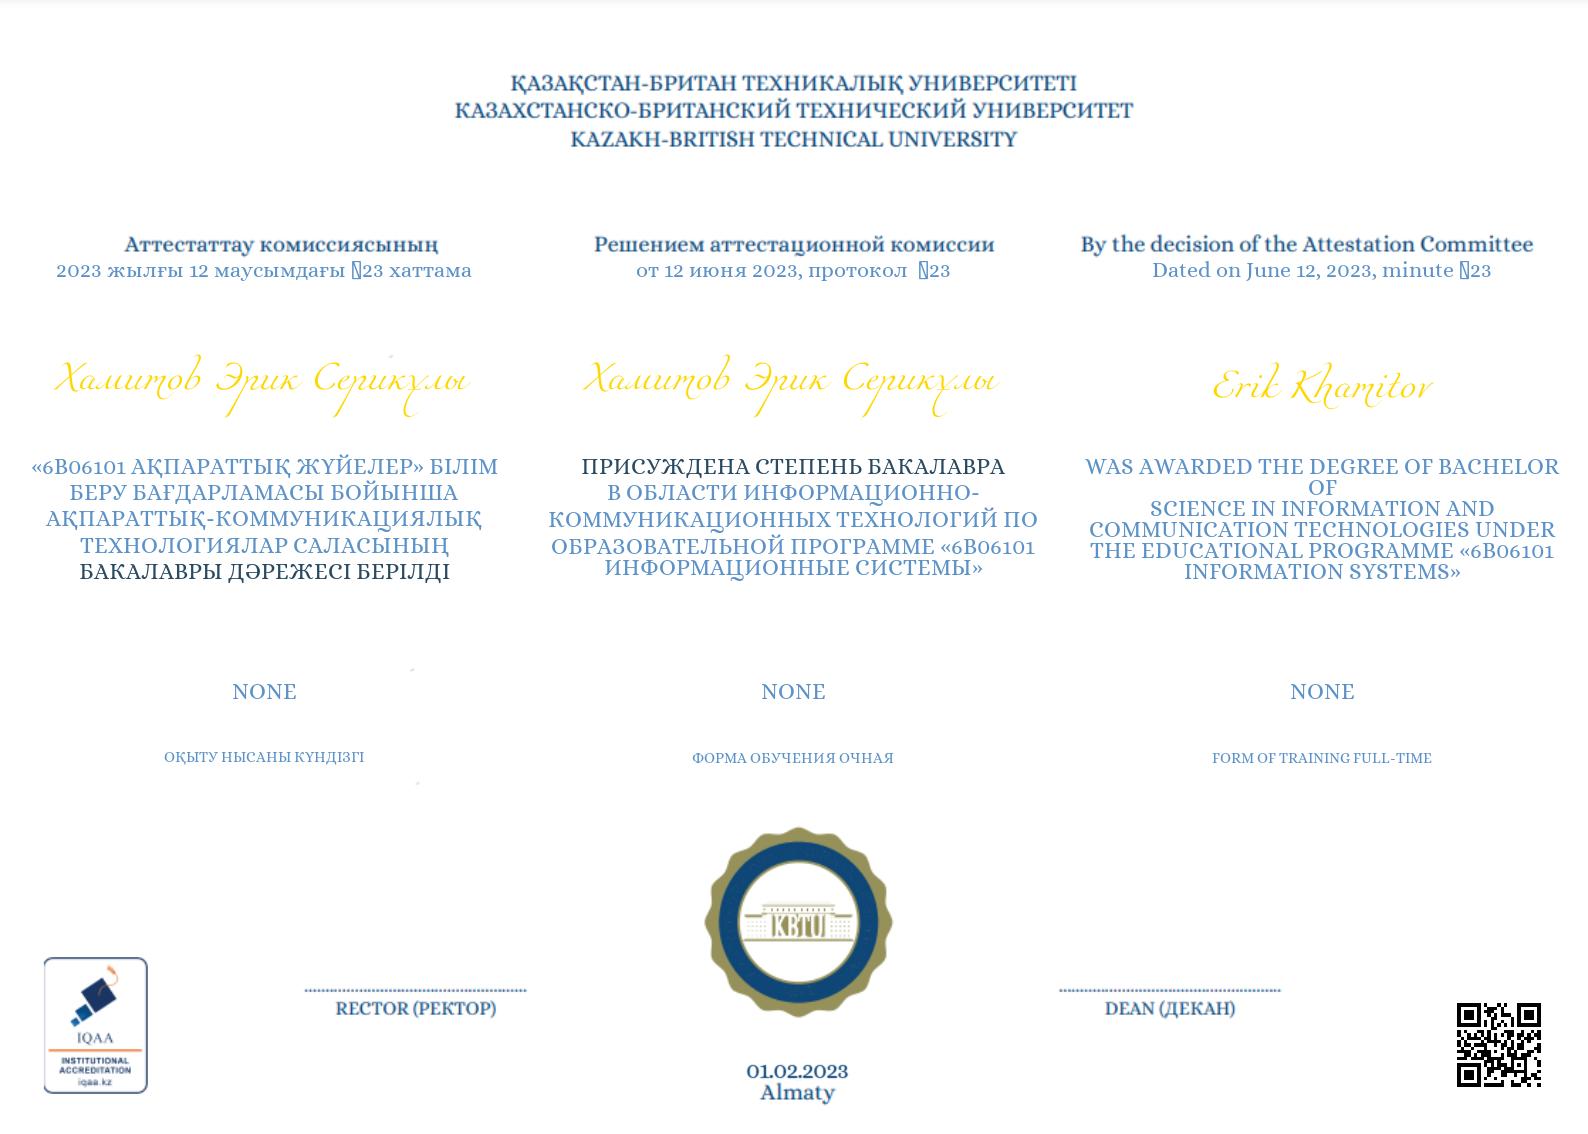 ҚАЗАҚСТАН-БРИТАН ТЕХНИКАЛЫҚ УНИВЕРСИТЕТІ
КАЗАХСТАНСКО-БРИТАНСКИЙ ТЕХНИЧЕСКИЙ УНИВЕРСИТЕТ
KAZAKH-BRITISH TECHNICAL UNIVERSITY
Аттестаттау комиссиясының
2023 жылғы 12 маусымдағы 23 хаттама
Хамитов Эрик Серикұлы
«6B06101 АҚПАРАТТЫҚ ЖҮЙЕЛЕР» БІЛІМ
БЕРУ БАҒДАРЛАМАСЫ БОЙЫНША
АҚПАРАТТЫҚ-КОММУНИКАЦИЯЛЫҚ
ТЕХНОЛОГИЯЛАР САЛАСЫНЫҢ
БАКАЛАВРЫ ДӘРЕЖЕСІ БЕРІЛДІ
NONE
ОҚЫТУ НЫСАНЫ КҮНДІЗГІ
Решением аттестационной комиссии
от 12 июня 2023, протокол 23
Хамитов Эрик Серикұлы
ПРИСУЖДЕНА СТЕПЕНЬ БАКАЛАВРА
В ОБЛАСТИ ИНФОРМАЦИОННО-
КОММУНИКАЦИОННЫХ ТЕХНОЛОГИЙ ПО
ОБРАЗОВАТЕЛЬНОЙ ПРОГРАММЕ «6B06101
ИНФОРМАЦИОННЫЕ СИСТЕМЫ»
NONE
ФОРМА ОБУЧЕНИЯ ОЧНАЯ
By the decision of the Attestation Committee
Dated on June 12, 2023, minute 23
Erik Khamitov
WAS AWARDED THE DEGREE OF BACHELOR
OF
SCIENCE IN INFORMATION AND
COMMUNICATION TECHNOLOGIES UNDER
THE EDUCATIONAL PROGRAMME «6B06101
INFORMATION SYSTEMS»
NONE
FORM OF TRAINING FULL-TIME
KBTU
IQAA
INSTITUTIONAL
ACCREDITATION
iqaa.kz
RECTOR (РЕКТОР)
DEAN (ДЕКАН)
01.02.2023
Almaty